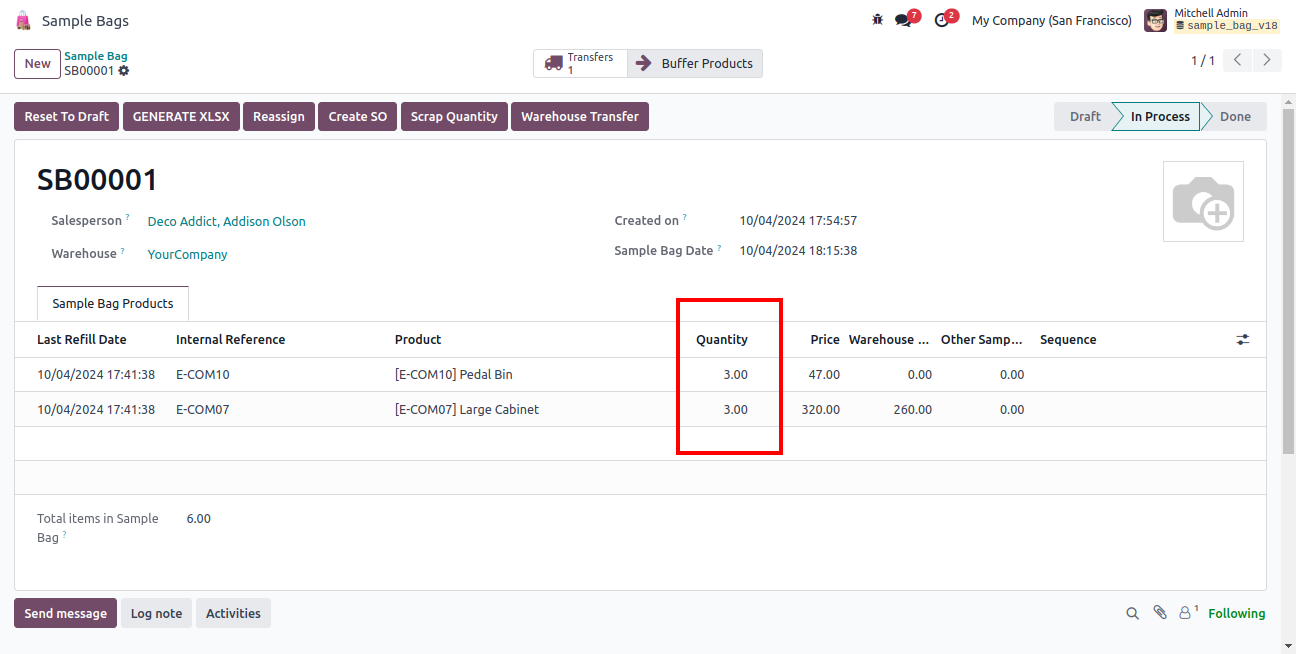 Sample Bags
7
2
My Company (San Francisco)
Mitchell Admin
sample_bag_v18
New
Sample Bag
SB00001
Transfers
1
Buffer Products
1 / 1
Reset To Draft
GENERATE XLSX
Reassign
Create SO
Scrap Quantity
Warehouse Transfer
Draft
In Process
Done
SB00001
Salesperson ?
Deco Addict, Addison Olson
Created on ?
10/04/2024 17:54:57
Warehouse ?
YourCompany
Sample Bag Date ?
10/04/2024 18:15:38
Sample Bag Products
Last Refill Date Internal Reference Product Quantity Price Warehouse ... Other Samp... Sequence
10/04/2024 17:41:38 E-COM10 [E-COM10] Pedal Bin 3.00 47.00 0.00 0.00
10/04/2024 17:41:38 E-COM07 [E-COM07] Large Cabinet 3.00 320.00 260.00 0.00
Total items in Sample
Bag ?
6.00
Send message
Log note
Activities
1
Following